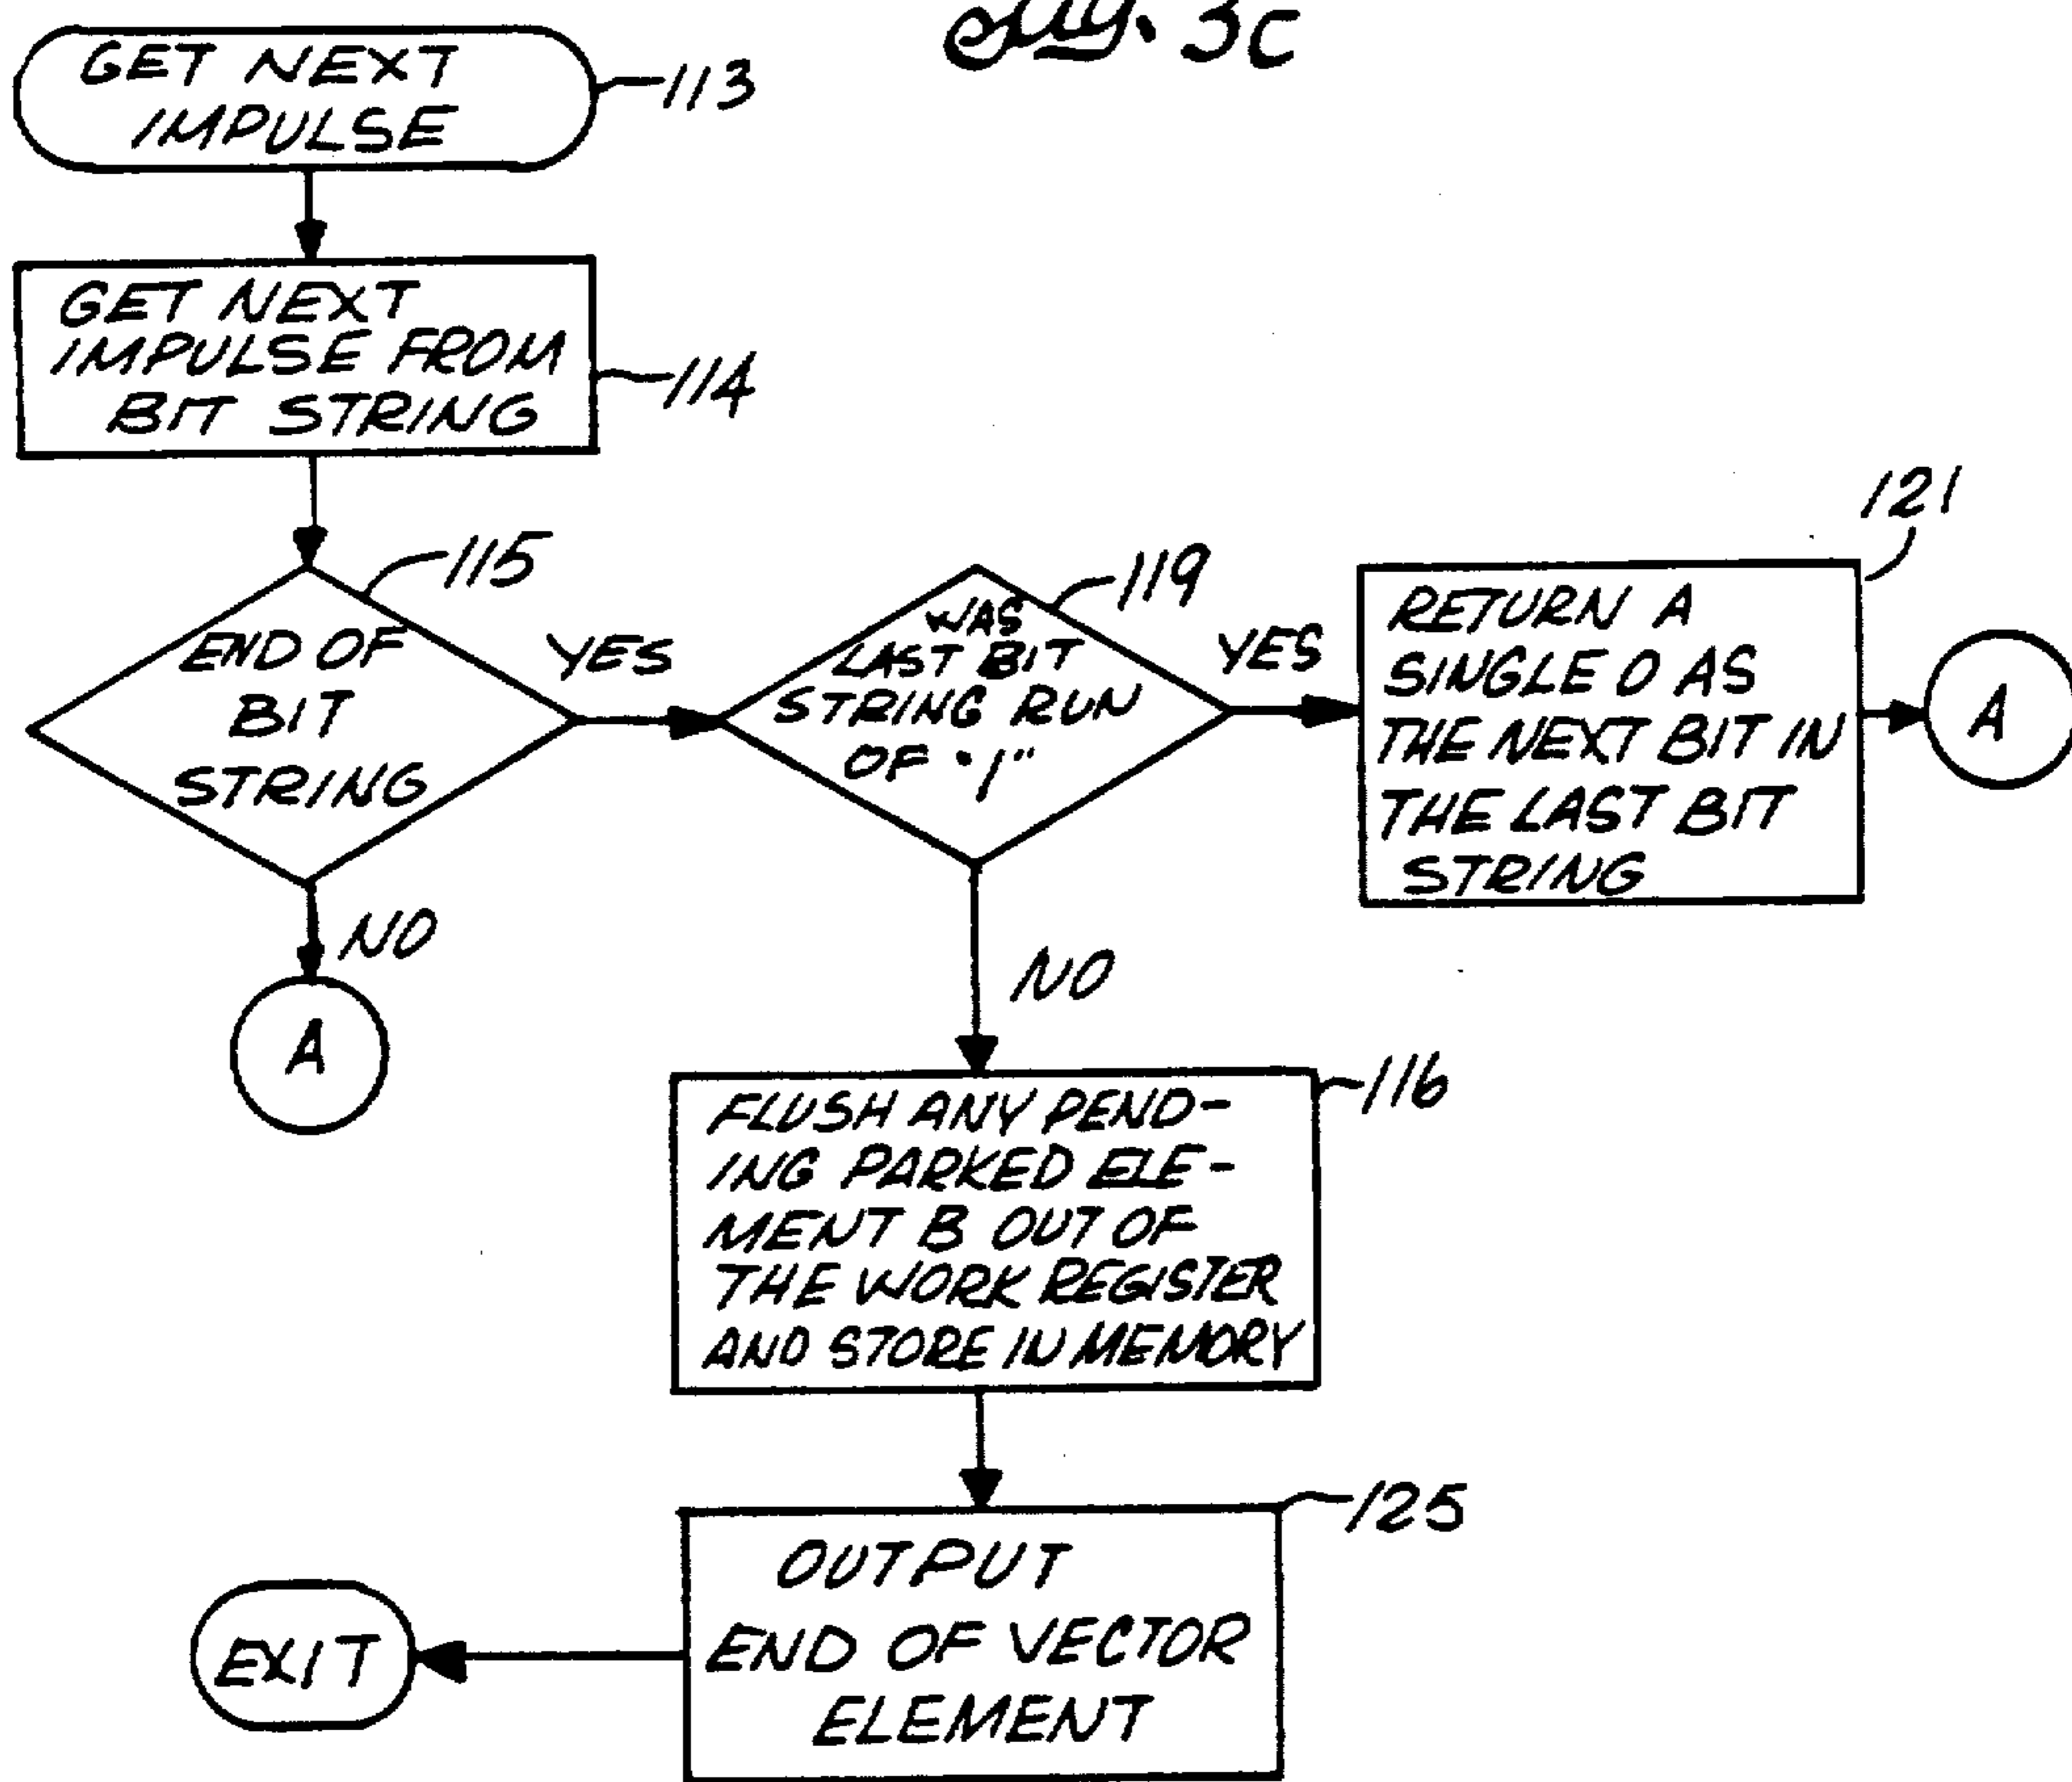 Fig. 3c
GET NEXT
IMPULSE
113
GET NEXT
IMPULSE FROM
BIT STRING
114
115
END OF
BIT
STRING
YES
NO
A
119
WAS
LAST BIT
STRING RUN
OF "1"
YES
NO
121
RETURN A
SINGLE 0 AS
THE NEXT BIT IN
THE LAST BIT
STRING
A
116
FLUSH ANY PEND-
ING PARKED ELE-
MENT B OUT OF
THE WORK REGISTER
AND STORE IN MEMORY
125
OUTPUT
END OF VECTOR
ELEMENT
EXIT